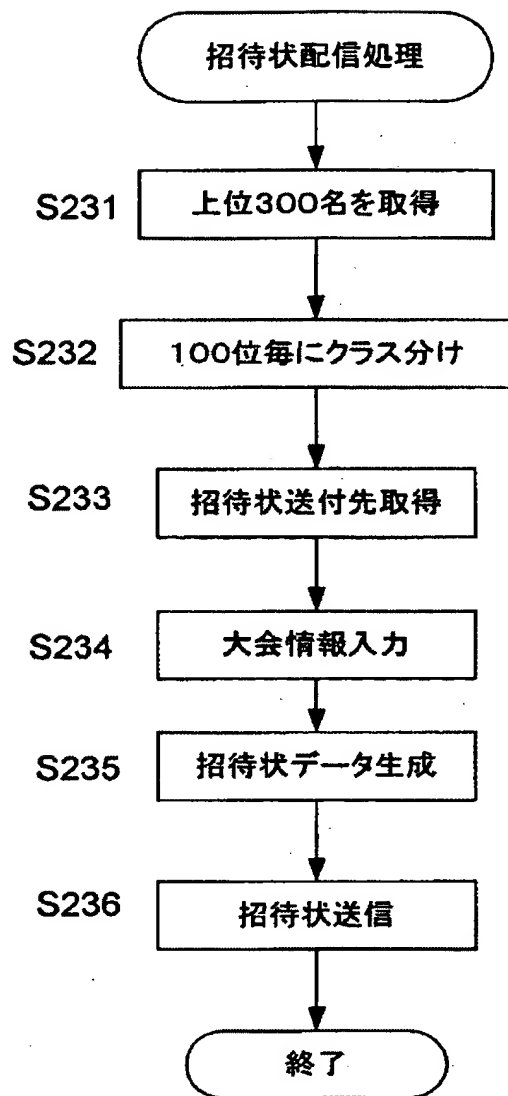 招待状配信処理
S231
上位300名を取得
S232
100位毎にクラス分け
S233
招待状送付先取得
S234
大会情報入力
S235
招待状データ生成
S236
招待状送信
終了